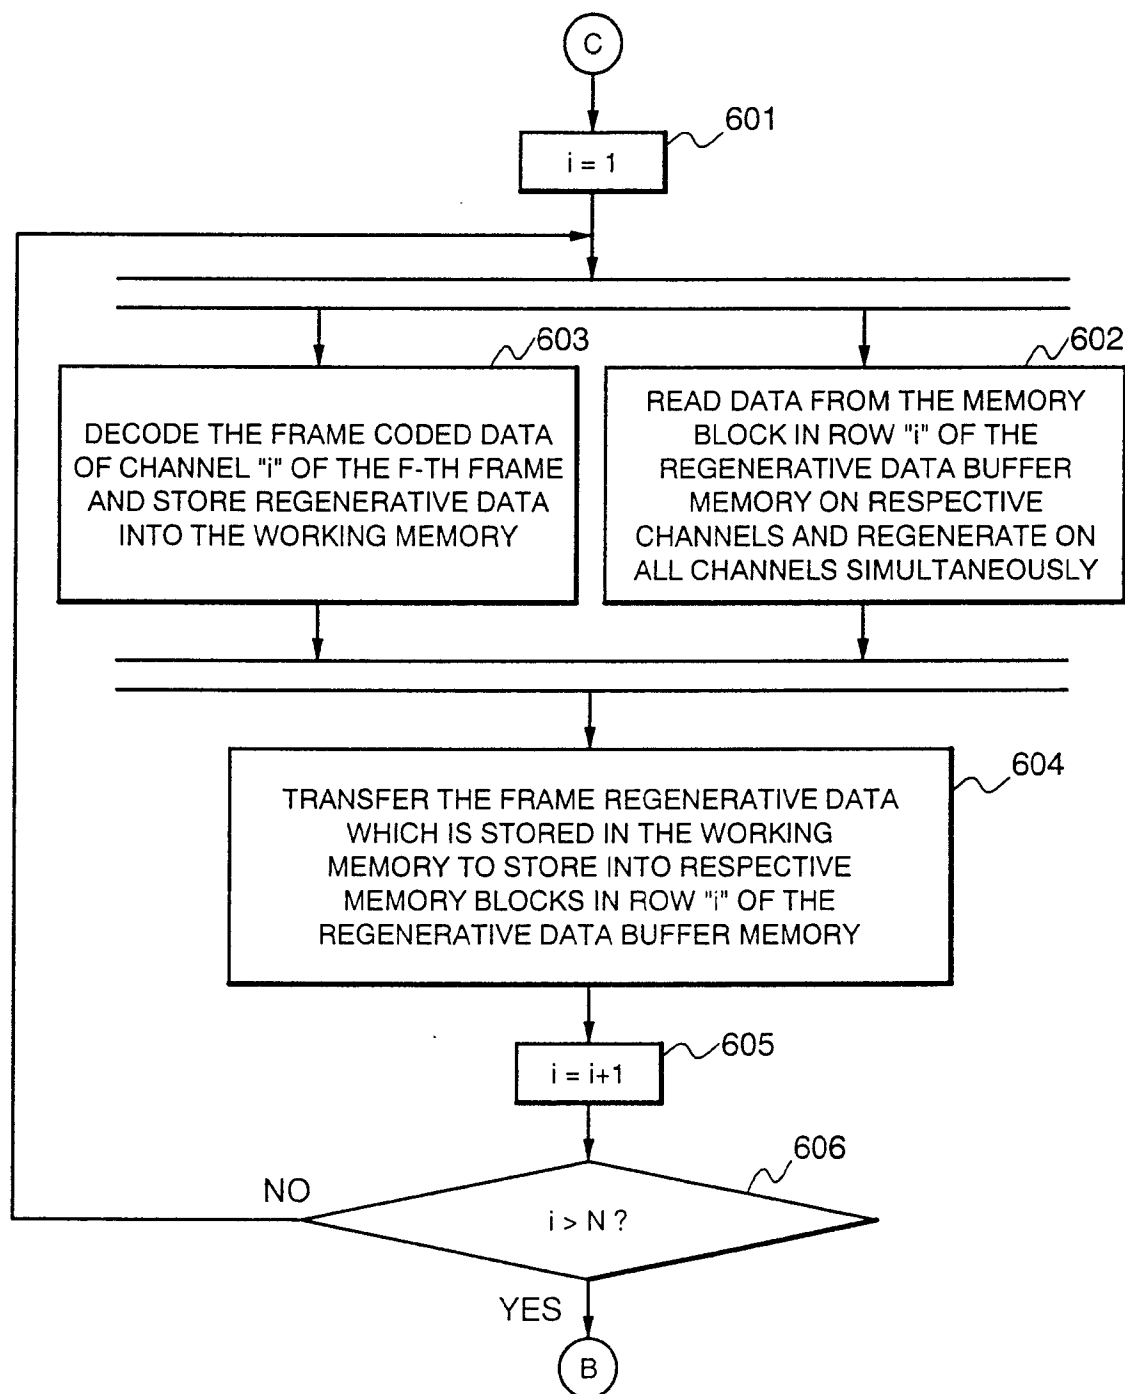 C
601
i = 1
603
DECODE THE FRAME CODED DATA
OF CHANNEL "i" OF THE F-TH FRAME
AND STORE REGENERATIVE DATA
INTO THE WORKING MEMORY
602
READ DATA FROM THE MEMORY
BLOCK IN ROW "i" OF THE
REGENERATIVE DATA BUFFER
MEMORY ON RESPECTIVE
CHANNELS AND REGENERATE ON
ALL CHANNELS SIMULTANEOUSLY
604
TRANSFER THE FRAME REGENERATIVE DATA
WHICH IS STORED IN THE WORKING
MEMORY TO STORE INTO RESPECTIVE
MEMORY BLOCKS IN ROW "i" OF THE
REGENERATIVE DATA BUFFER MEMORY
605
i = i+1
606
NO
i > N ?
YES
B